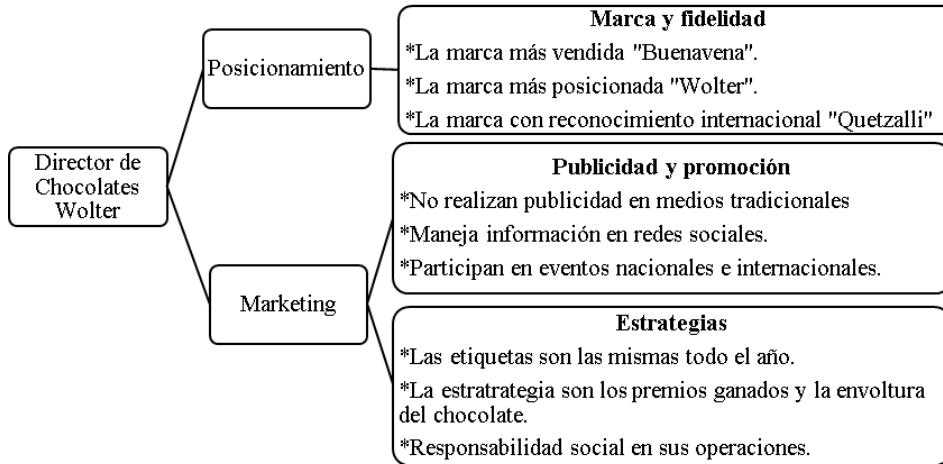 Director de
Chocolates
Wolter
Posicionamiento
Marca y fidelidad
*La marca más vendida "Buenavena".
*La marca más posicionada "Wolter".
*La marca con reconocimiento internacional "Quetzalli"
Marketing
Publicidad y promoción
*No realizan publicidad en medios tradicionales
*Maneja información en redes sociales.
*Participan en eventos nacionales e internacionales.
Estrategias
*Las etiquetas son las mismas todo el año.
*La estratrategia son los premios ganados y la envoltura
del chocolate.
*Responsabilidad social en sus operaciones.